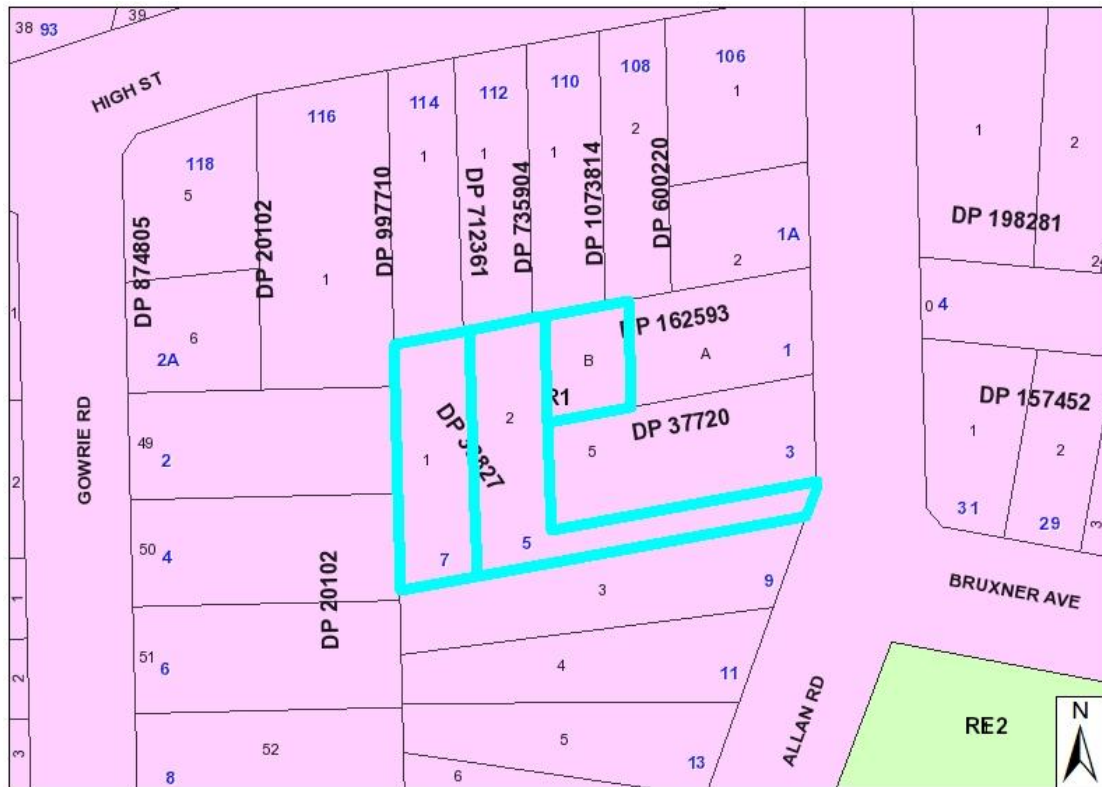 38 93
39
HIGH ST
118
5
116
1
114
1
112
1
110
1
108
2
106
1
1
2
DP 874805
DP 20102
DP 997710
DP 712361
DP 735904
DP 1073814
DP 600220
DP 198281
1A
2
0 4
1
6
2A
DP 162593
B
A
1
R1
DP 37720
5
3
2
5
1
7
GOWRIE RD
49
2
DP 157452
1
31
2
29
3
2
50
4
DP 20102
3
9
BRUXNER AVE
1
51
6
4
11
2
ALLAN RD
RE2
N
52
8
5
13
6
3